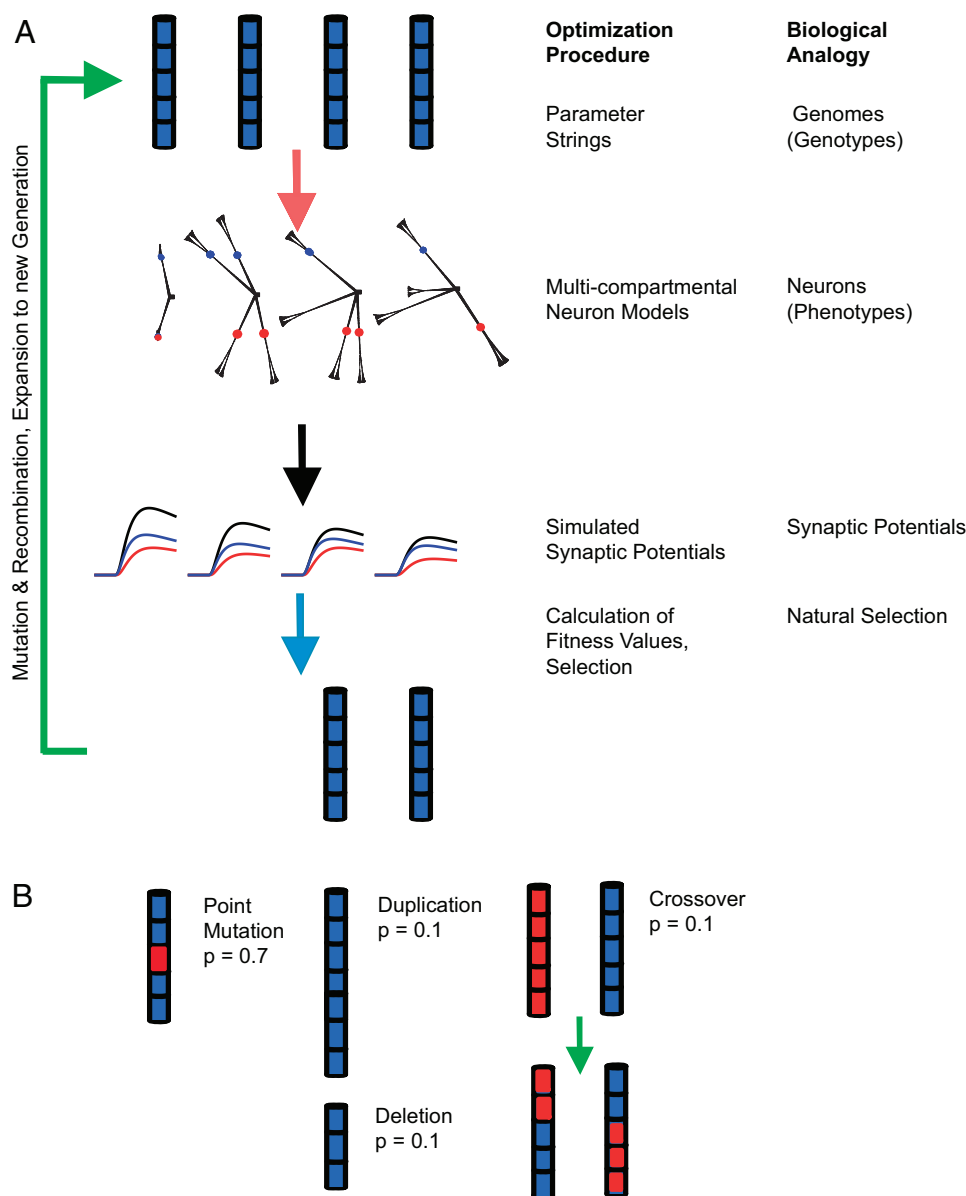 A
Optimization
Procedure
Biological
Analogy
Parameter
Strings
Genomes
(Genotypes)
Multi-compartmental
Neuron Models
Neurons
(Phenotypes)
Simulated
Synaptic Potentials
Synaptic Potentials
Calculation of
Fitness Values,
Selection
Natural Selection
Mutation & Recombination, Expansion to new Generation
B
Point
Mutation
p = 0.7
Duplication
p = 0.1
Crossover
p = 0.1
Deletion
p = 0.1